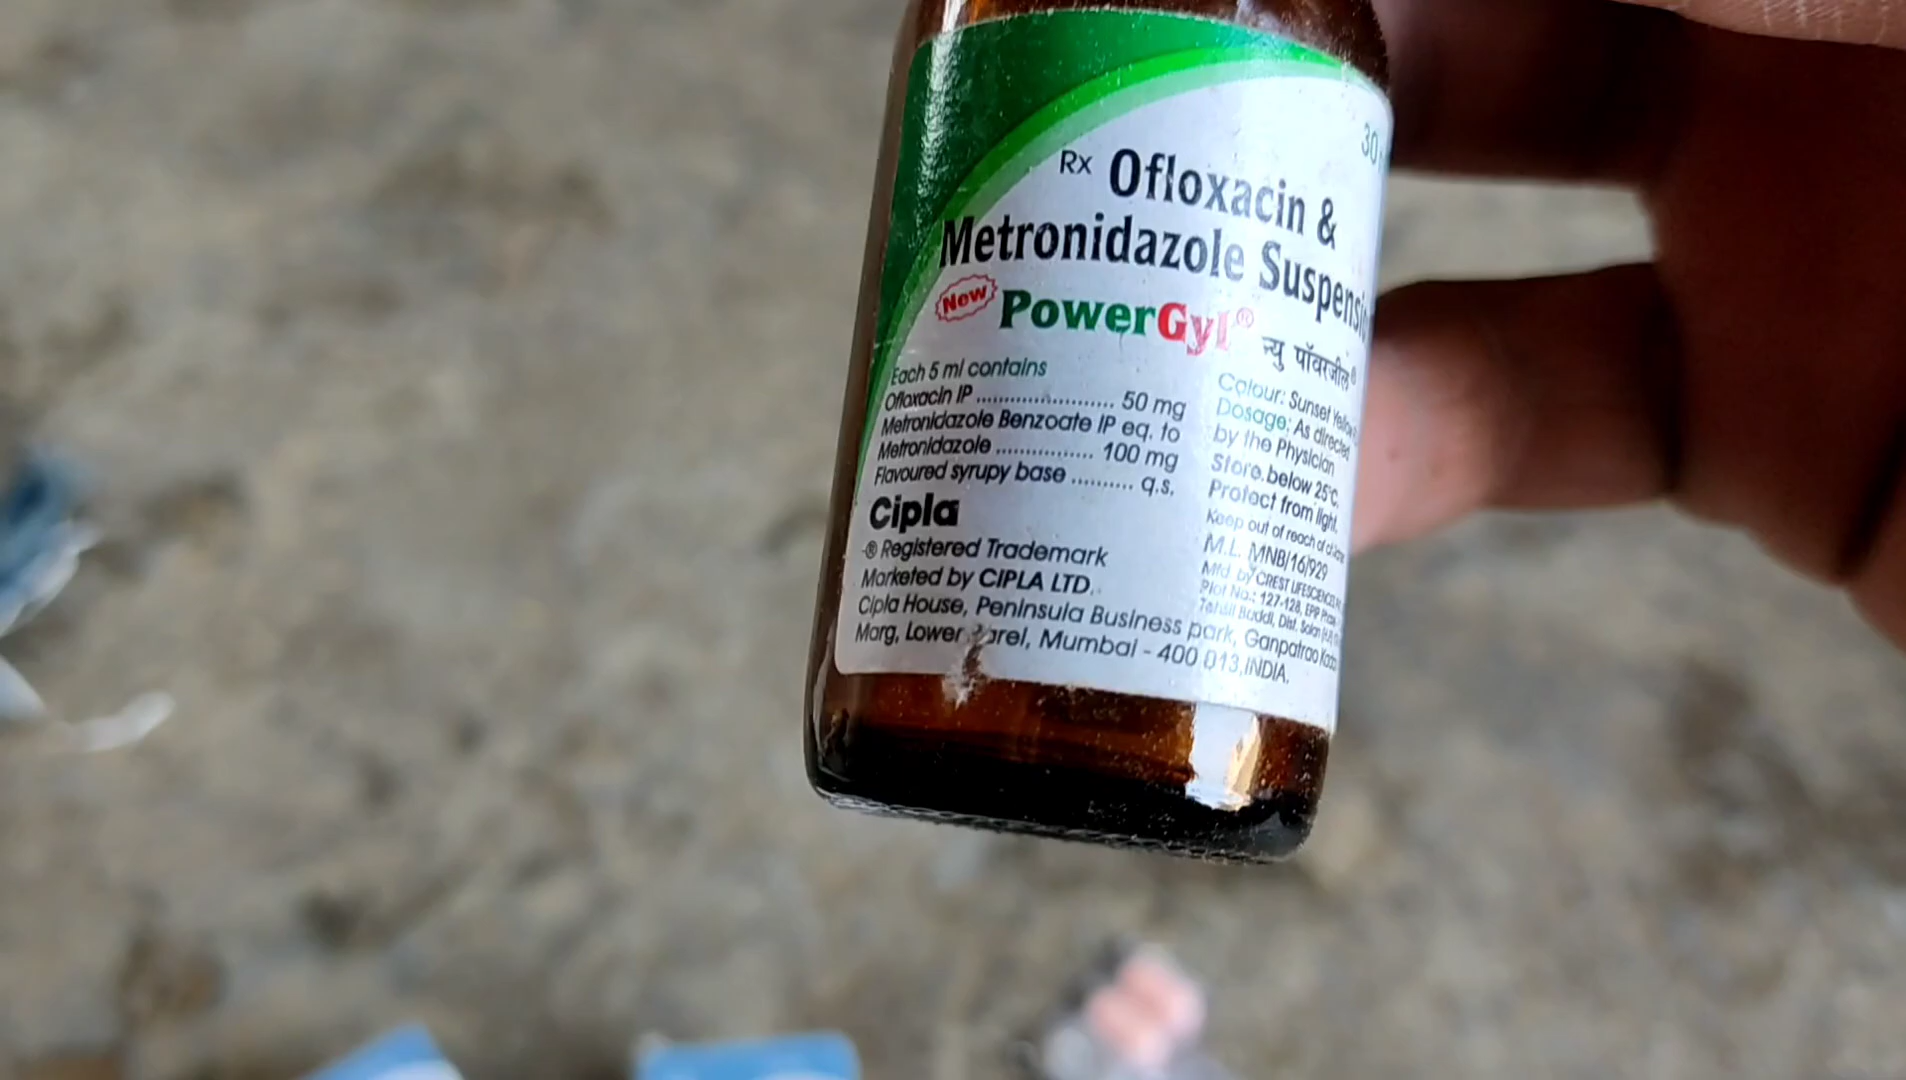 30
Rx Ofloxacin &
Metronidazole
New PowerGyl®
न्यु पॉवरजील®
Each 5 ml contains
Ofloxacin IP ...................... 50 mg
Metronidazole Benzoate IP eq. to
Metronidazole ................ 100 mg
Flavoured syrupy base .......... q.s.
Cipla
® Registered Trademark
Marketed by CIPLA LTD.
Colour: Sunset Yellow
Dosage: As directed
by the Physician
Store below 25°C.
Protect from light.
Keep out of reach of
M.L. MNB/16/929
Mfd. by CREST LIFESCIENCES
Plot No.: 127-128, EPIP Phase
Tehsil Baddi, Dist. Solan
Cipla House, Peninsula Business park, Ganpatrao
Marg, Lower Mumbai - 400 013, INDIA.